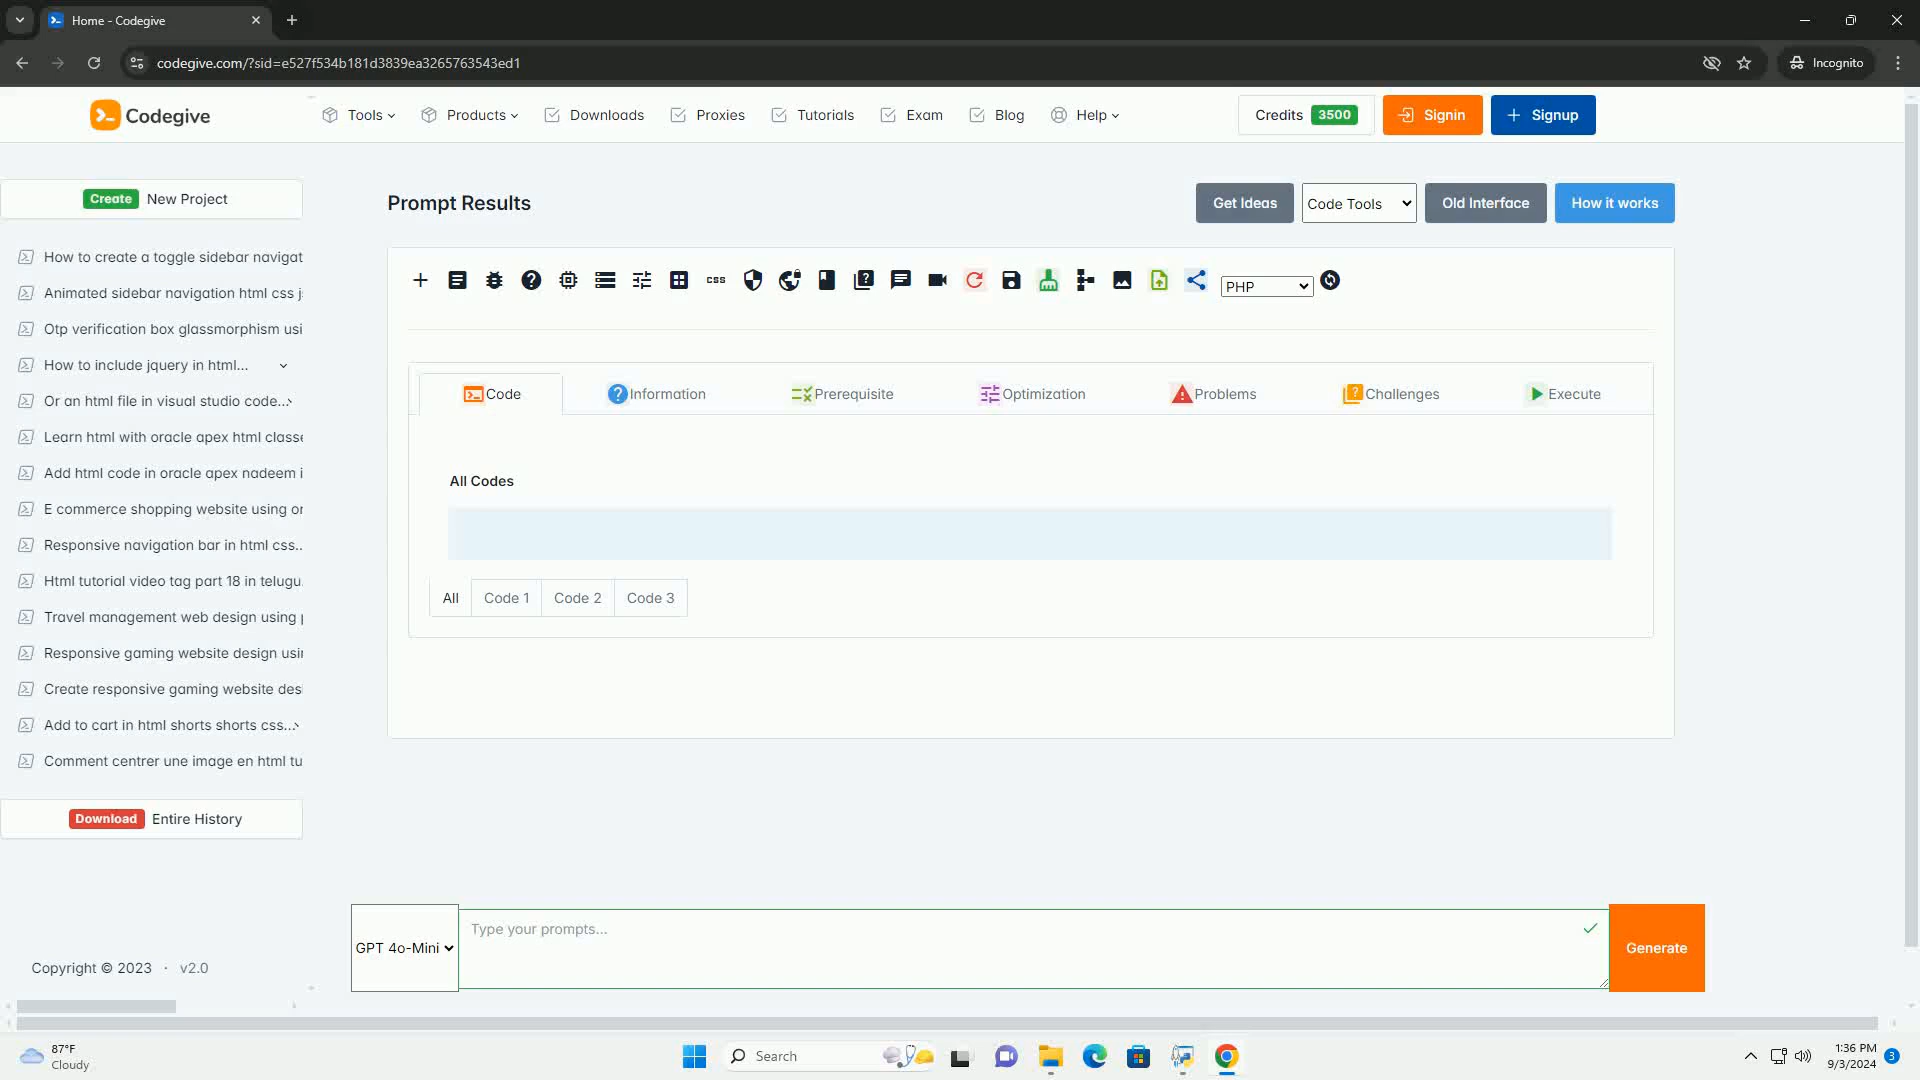 Home - Codegive
codegive.com/?sid=e527f534b181d3839ea3265763543ed1
Incognito
Codegive
Tools
Products
Downloads
Proxies
Tutorials
Exam
Blog
Help
Credits 3500
Signin
Signup
Create New Project
Prompt Results
Get Ideas
Code Tools
Old Interface
How it works
How to create a toggle sidebar navigat
Animated sidebar navigation html css j
Otp verification box glassmorphism usi
How to include jquery in html...
Or an html file in visual studio code...
Learn html with oracle apex html classe
Add html code in oracle apex nadeem i
E commerce shopping website using or
Responsive navigation bar in html css..
Html tutorial video tag part 18 in telugu.
Travel management web design using p
Responsive gaming website design usin
Create responsive gaming website desi
Add to cart in html shorts shorts css...
Comment centrer une image en html tu
Download Entire History
css
PHP
Code
Information
Prerequisite
Optimization
Problems
Challenges
Execute
All Codes
All
Code 1
Code 2
Code 3
GPT 4o-Mini
Type your prompts...
Generate
Copyright © 2023 · v2.0
87°F
Cloudy
Search
1:36 PM
9/3/2024
3